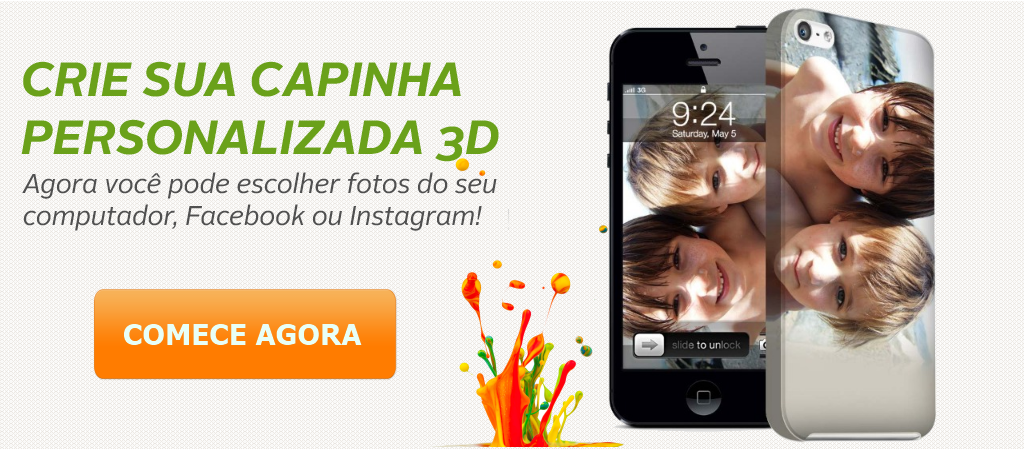 CRIE SUA CAPINHA
PERSONALIZADA 3D
Agora você pode escolher fotos do seu
computador, Facebook ou Instagram!
COMECE AGORA
3G
9:24
Saturday, May 5
slide to unlock